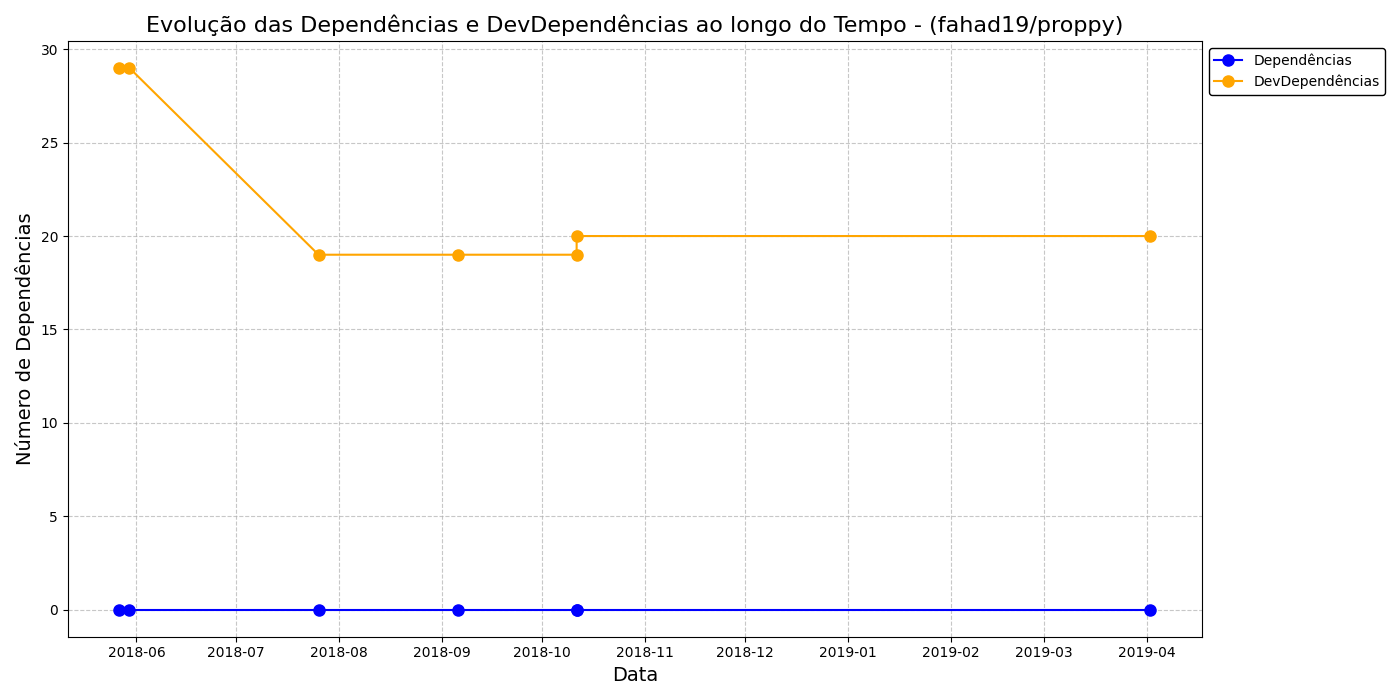 Evolução das Dependências e DevDependências ao longo do Tempo - (fahad19/proppy)
Dependências
DevDependências
Número de Dependências
30
25
20
15
10
5
0
2018-06 2018-07 2018-08 2018-09 2018-10 2018-11 2018-12 2019-01 2019-02 2019-03 2019-04
Data